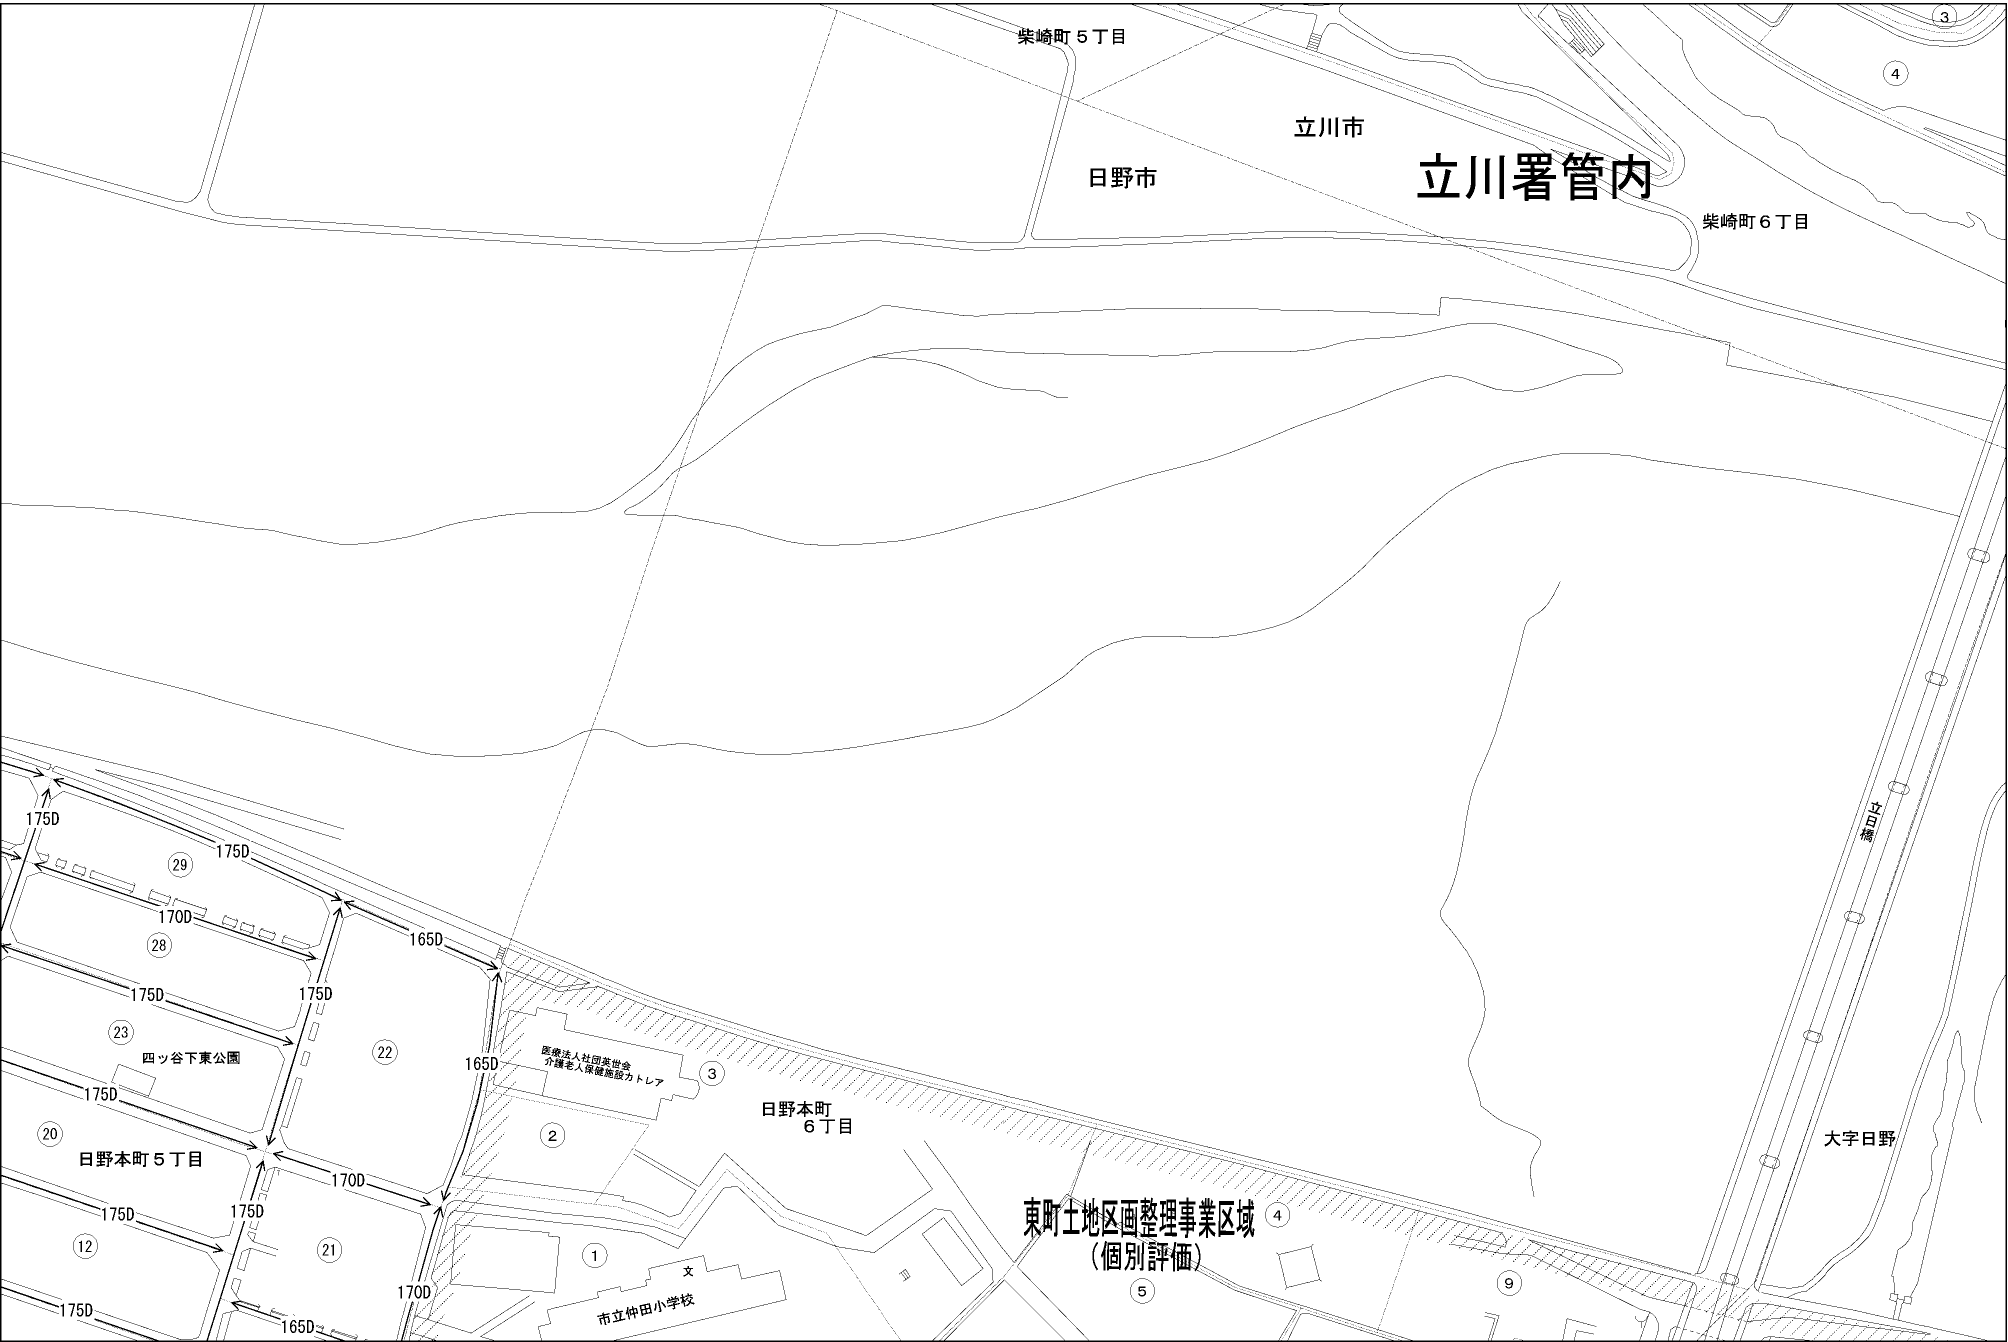 柴崎町５丁目
3
4
立川市
日野市
立川署管内
柴崎町６丁目
立日橋
175D
175D
29
170D
28
165D
175D
175D
23
四ッ谷下東公園
22
165D
医療法人社団英世会
介護老人保健施設カトレア
3
175D
日野本町
６丁目
20
2
日野本町５丁目
大字日野
170D
175D
175D
東町土地区画整理事業区域
（個別評価）
4
12
21
1
文
5
9
170D
175D
市立仲田小学校
165D